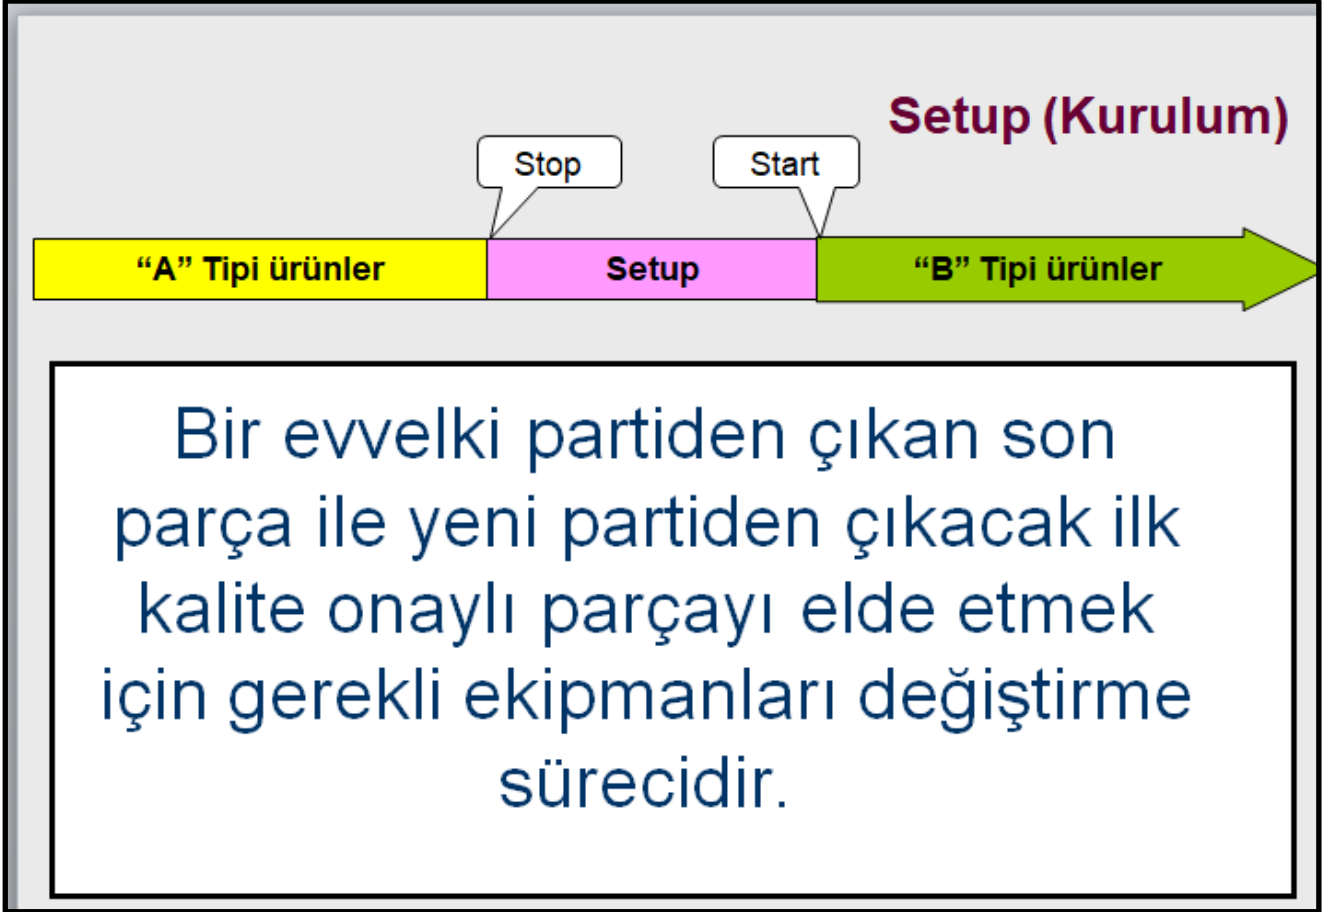 Setup (Kurulum)
Stop
Start
“A” Tipi ürünler
Setup
“B” Tipi ürünler
Bir evvelki partiden çıkan son
parça ile yeni partiden çıkacak ilk
kalite onaylı parçayı elde etmek
için gerekli ekipmanları değiştirme
sürecidir.